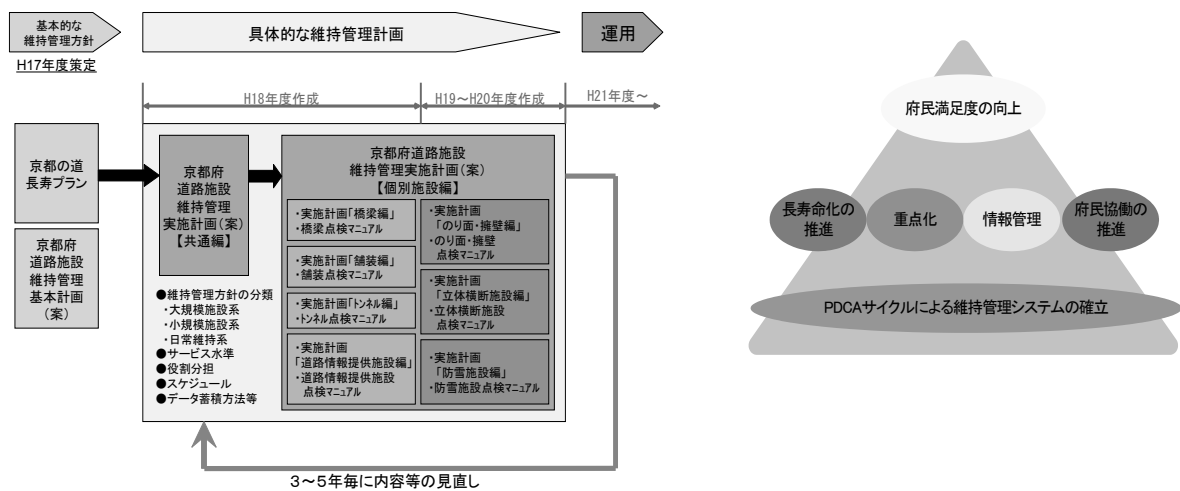 基本的な
維持管理方針
H17年度策定
具体的な維持管理計画
運用
H18年度作成
H19～H20年度作成
H21年度～
京都の道
長寿プラン
京都府
道路施設
維持管理
基本計画
（案）
京都府
道路施設
維持管理
実施計画（案）
【共通編】
●維持管理方針の分類
・大規模施設系
・小規模施設系
・日常維持系
●サービス水準
●役割分担
●スケジュール
●データ蓄積方法等
京都府道路施設
維持管理実施計画（案）
【個別施設編】
・実施計画「橋梁編」
・橋梁点検マニュアル
・実施計画「舗装編」
・舗装点検マニュアル
・実施計画「トンネル編」
・トンネル点検マニュアル
・実施計画
「道路情報提供施設編」
・道路情報提供施設
点検マニュアル
・実施計画
「のり面・擁壁編」
・のり面・擁壁
点検マニュアル
・実施計画
「立体横断施設編」
・立体横断施設
点検マニュアル
・実施計画
「防雪施設編」
・防雪施設点検マニュアル
３～５年毎に内容等の見直し
府民満足度の向上
長寿命化の
推進
重点化
情報管理
府民協働の
推進
PDCAサイクルによる維持管理システムの確立